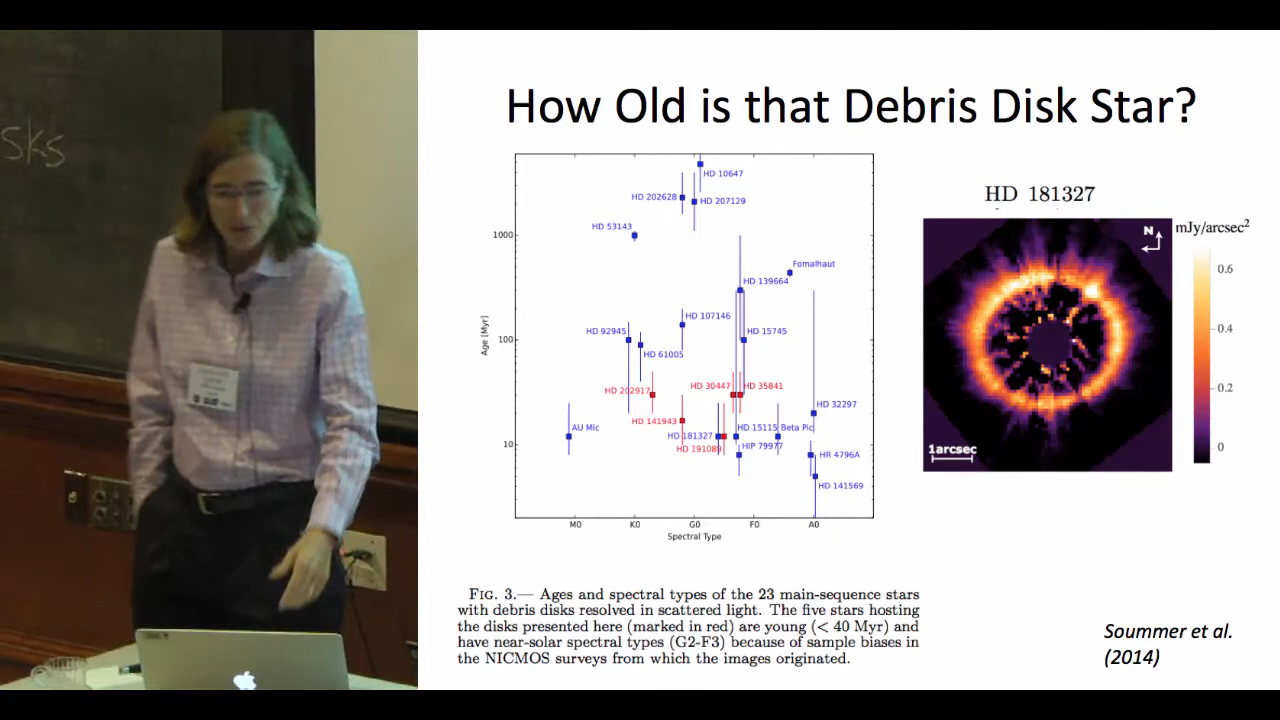 sks
How Old is that Debris Disk Star?
HD 10647
HD 202628
HD 207129
HD 53143
1000
Fomalhaut
HD 139664
HD 107146
HD 92945
HD 15745
100
HD 61005
Age [Myr]
HD 202917
HD 30447
HD 35841
HD 32297
HD 141943
AU Mic
HD 181327
HD 15115
Beta Pic
HD 191089
HIP 79977
10
HR 4796A
HD 141569
M0
K0
G0
F0
A0
Spectral Type
HD 181327
mJy/arcsec2
N
0.6
0.4
0.2
0
1arcsec
FIG. 3.— Ages and spectral types of the 23 main-sequence stars
with debris disks resolved in scattered light. The five stars hosting
the disks presented here (marked in red) are young (< 40 Myr) and
have near-solar spectral types (G2-F3) because of sample biases in
the NICMOS surveys from which the images originated.
Soummer et al.
(2014)